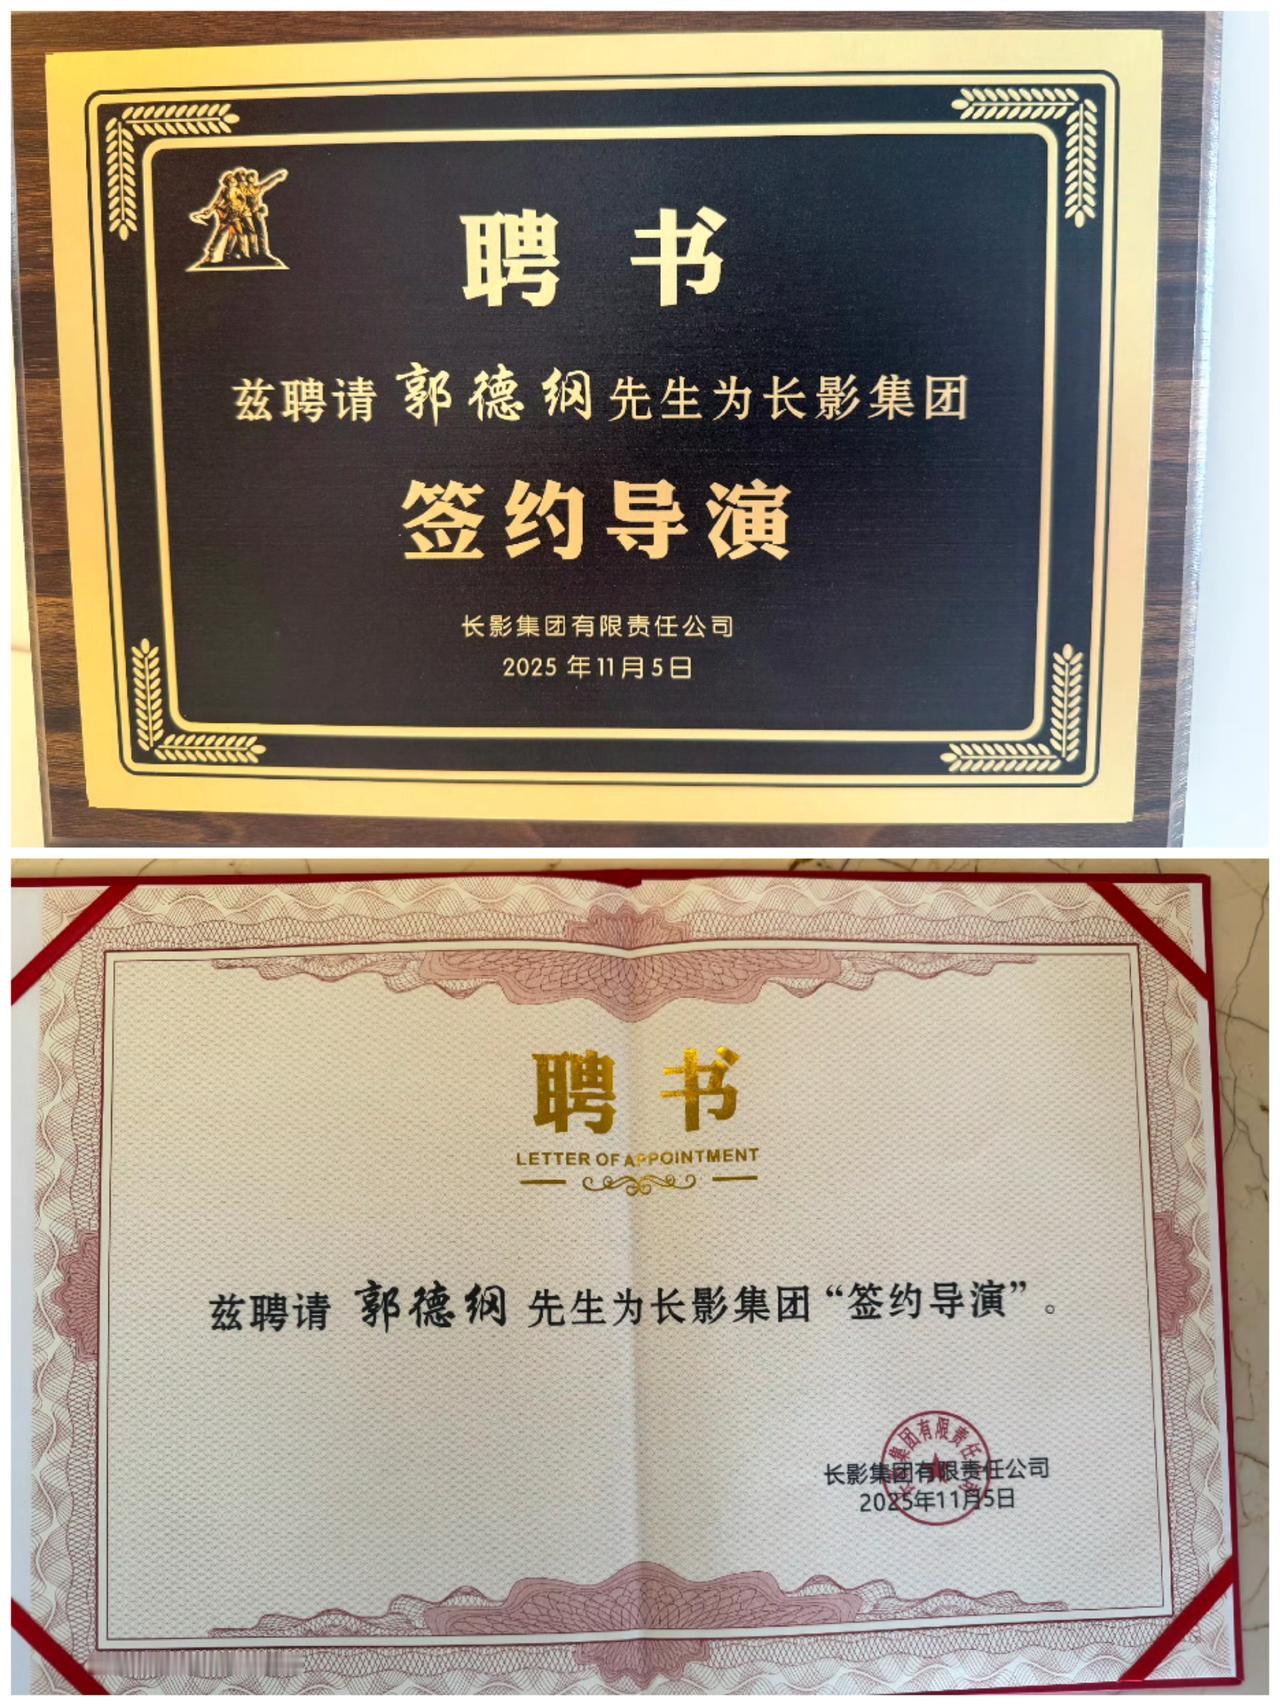 聘书
兹聘请 郭德纲 先生为长影集团
签约导演
长影集团有限责任公司
2025年11月5日
聘书
LETTER OF APPOINTMENT
兹聘请 郭德纲 先生为长影集团“签约导演”。
长影集团有限责任公司
2025年11月5日